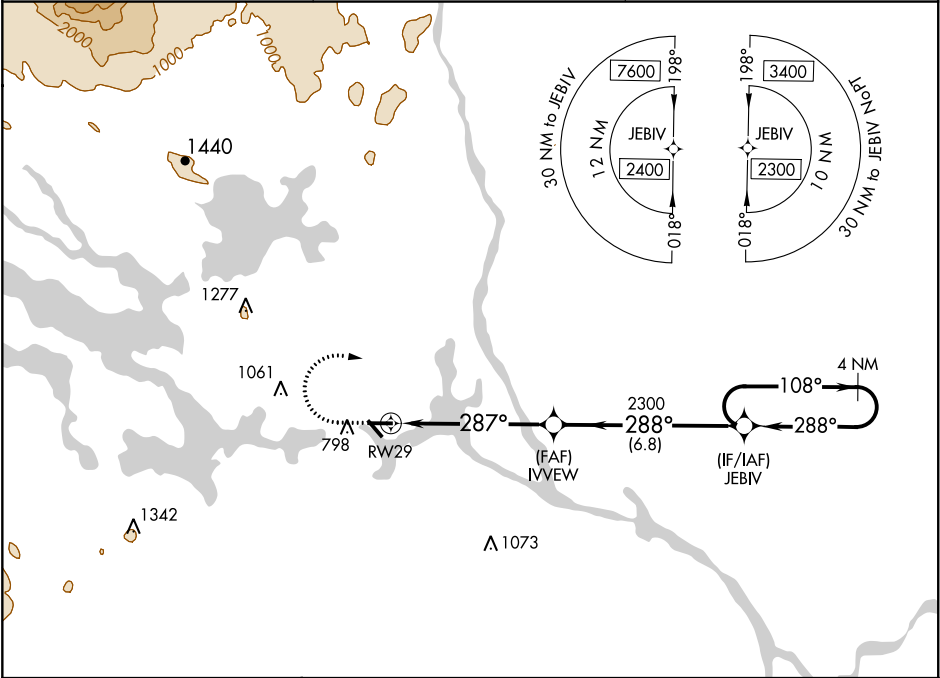 2000
1000
1000
1440
1277
1061
798
RW29
1342
1073
287°
(FAF)
IVVEW
2300
288°
(6.8)
(IF/IAF)
JEBIV
108°
4 NM
288°
30 NM to JEBIV
7600
198°
12 NM
JEBIV
2400
018°
198°
3400
JEBIV
2300
10 NM
018°
30 NM to JEBIV NoPT